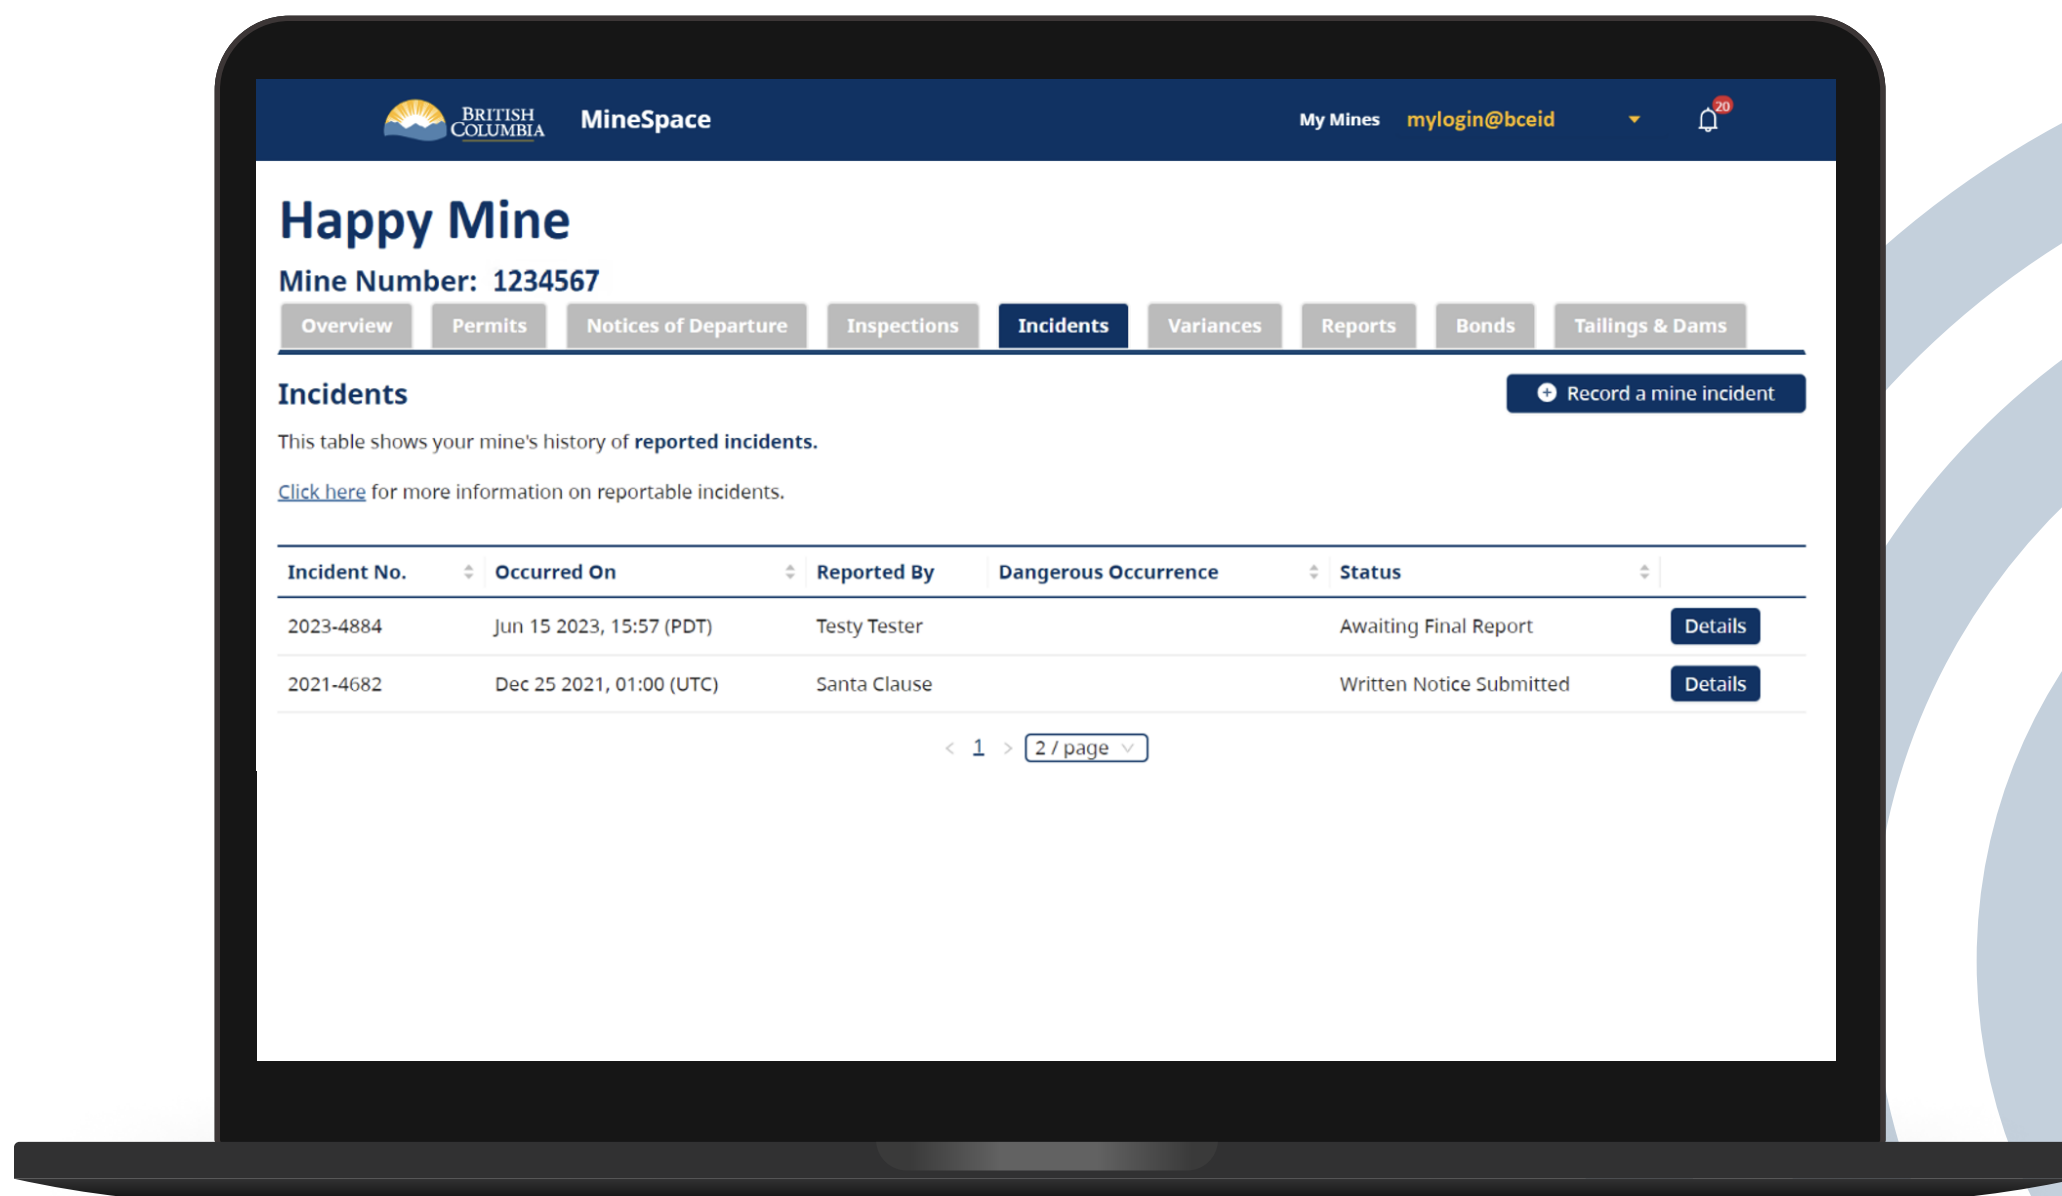 BRITISH
COLUMBIA
MineSpace
My Mines mylogin@bceid 20
Happy Mine
Mine Number: 1234567
Overview Permits Notices of Departure Inspections Incidents Variances Reports Bonds Tailings & Dams
Incidents
Record a mine incident
This table shows your mine's history of reported incidents.
Click here for more information on reportable incidents.
Incident No. Occurred On Reported By Dangerous Occurrence Status
2023-4884 Jun 15 2023, 15:57 (PDT) Testy Tester Awaiting Final Report Details
2021-4682 Dec 25 2021, 01:00 (UTC) Santa Clause Written Notice Submitted Details
< 1 > 2 / page